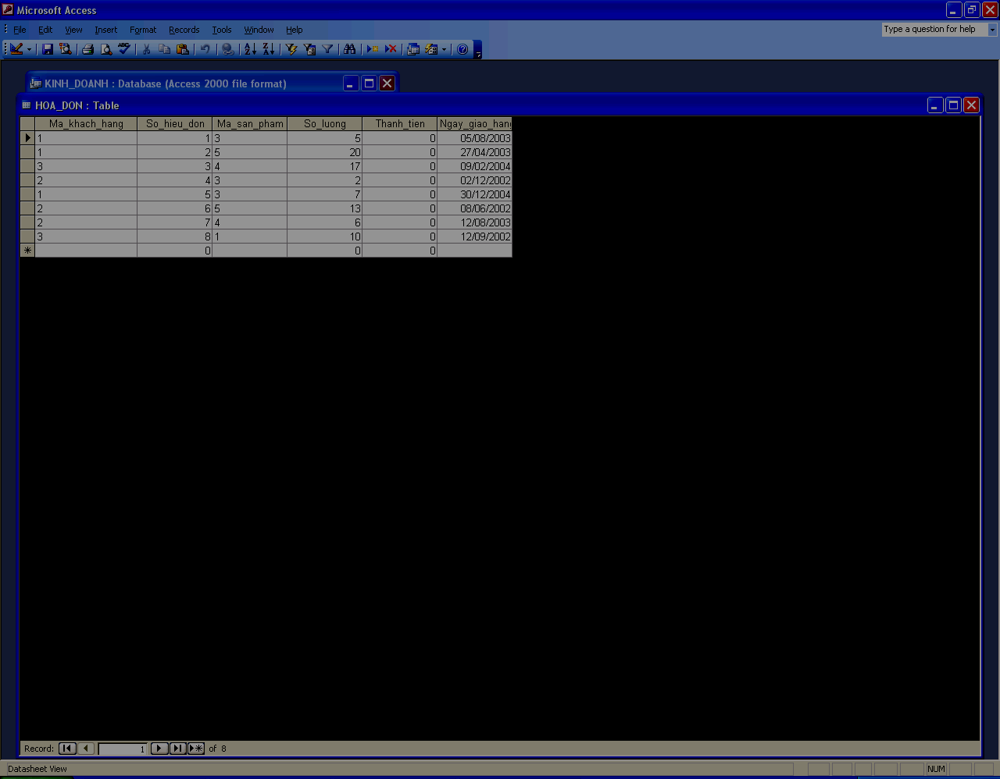 Microsoft Access
File Edit View Insert Format Records Tools Window Help
Type a question for help
KINH_DOANH : Database (Access 2000 file format)
HOA_DON : Table
Ma_khach_hang So_hieu_don Ma_san_pham So_luong Thanh_tien Ngay_giao_hang
1 1 3 5 0 05/08/2003
1 2 5 20 0 27/04/2003
3 3 4 17 0 09/02/2004
2 4 3 2 0 02/12/2002
1 5 3 7 0 30/12/2004
2 6 5 13 0 08/06/2002
2 7 4 6 0 12/08/2003
3 8 1 10 0 12/09/2002
0 0 0
Record: 1 of 8
Datasheet View NUM